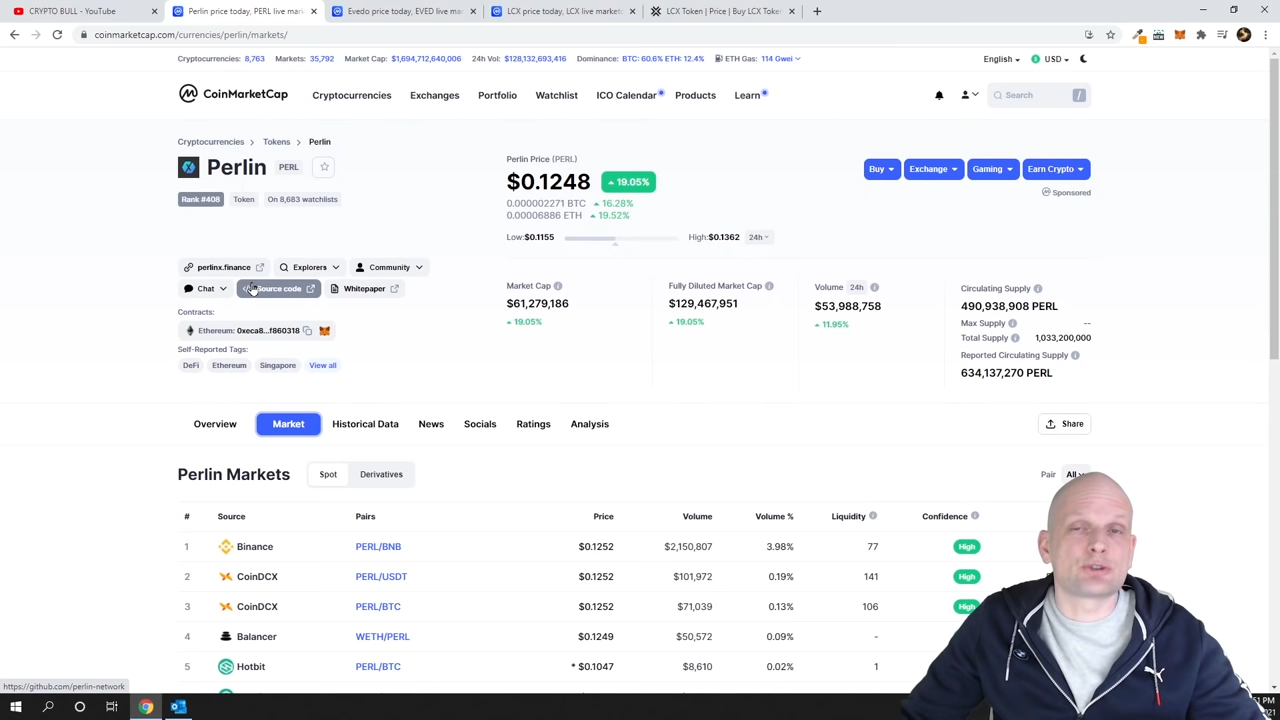 CRYPTO BULL - YouTube
Perlin price today, PERL live mar
Evedo price today, EVED live ma
LCX price today, LCX live market
LCX Token | Price | Buy LCX Token
coinmarketcap.com/currencies/perlin/markets/
Cryptocurrencies: 8,763 Markets: 35,792 Market Cap: $1,694,712,640,006 24h Vol: $128,132,693,416 Dominance: BTC: 60.6% ETH: 12.4% ETH Gas: 114 Gwei
English USD
CoinMarketCap
Cryptocurrencies Exchanges Portfolio Watchlist ICO Calendar Products Learn
Search /
Cryptocurrencies > Tokens > Perlin
Perlin PERL
Rank #408 Token On 8,683 watchlists
Perlin Price (PERL)
$0.1248 19.05%
0.000002271 BTC 16.28%
0.00006886 ETH 19.52%
Low:$0.1155 High:$0.1362 24h
Buy Exchange Gaming Earn Crypto
Sponsored
perlinx.finance Explorers Community
Chat Source code Whitepaper
Contracts:
Ethereum: 0xeca8...f860318
Self-Reported Tags:
DeFi Ethereum Singapore View all
Market Cap
$61,279,186
19.05%
Fully Diluted Market Cap
$129,467,951
19.05%
Volume 24h
$53,988,758
11.95%
Circulating Supply
490,938,908 PERL
Max Supply --
Total Supply 1,033,200,000
Reported Circulating Supply
634,137,270 PERL
Overview Market Historical Data News Socials Ratings Analysis
Share
Perlin Markets Spot Derivatives
Pair All
# Source Pairs Price Volume Volume % Liquidity Confidence
1 Binance PERL/BNB $0.1252 $2,150,807 3.98% 77 High
2 CoinDCX PERL/USDT $0.1252 $101,972 0.19% 141 High
3 CoinDCX PERL/BTC $0.1252 $71,039 0.13% 106 High
4 Balancer WETH/PERL $0.1249 $50,572 0.09% -
5 Hotbit PERL/BTC * $0.1047 $8,610 0.02% 1
https://github.com/perlin-network